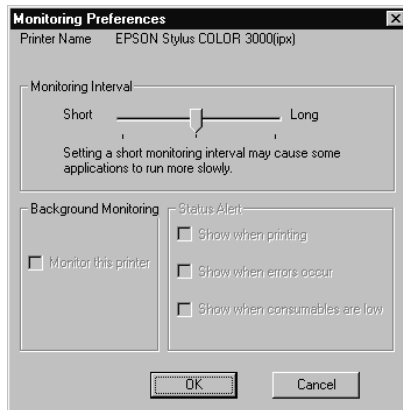 Monitoring Preferences
Printer Name EPSON Stylus COLOR 3000(ipx)
Monitoring Interval
Short Long
Setting a short monitoring interval may cause some
applications to run more slowly.
Background Monitoring
Monitor this printer
Status Alert
Show when printing
Show when errors occur
Show when consumables are low
OK Cancel